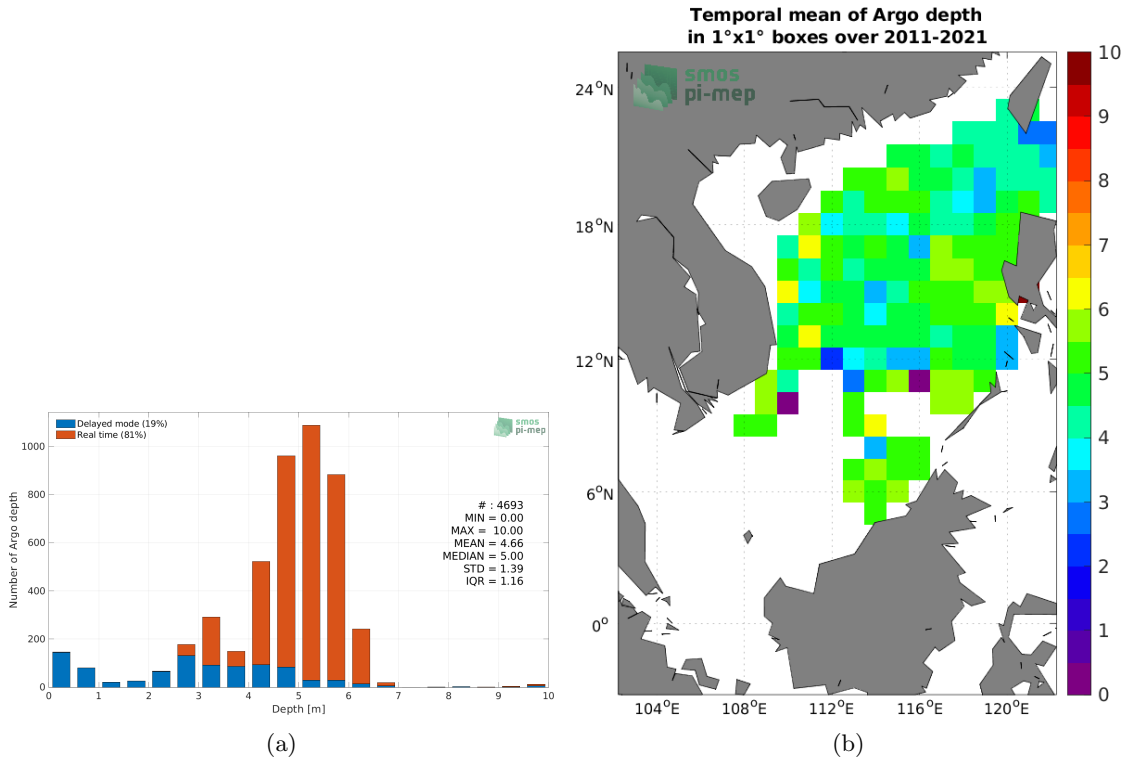 Delayed mode (19%)
Real time (81%)
smos
pi-mep
# : 4693
MIN = 0.00
MAX = 10.00
MEAN = 4.66
MEDIAN = 5.00
STD = 1.39
IQR = 1.16
Number of Argo depth
1000
800
600
400
200
0
0 1 2 3 4 5 6 7 8 9 10
Depth [m]
(a)
Temporal mean of Argo depth
in 1°x1° boxes over 2011-2021
smos
pi-mep
24°N
18°N
12°N
6°N
0°
104°E 108°E 112°E 116°E 120°E
10
9
8
7
6
5
4
3
2
1
0
(b)